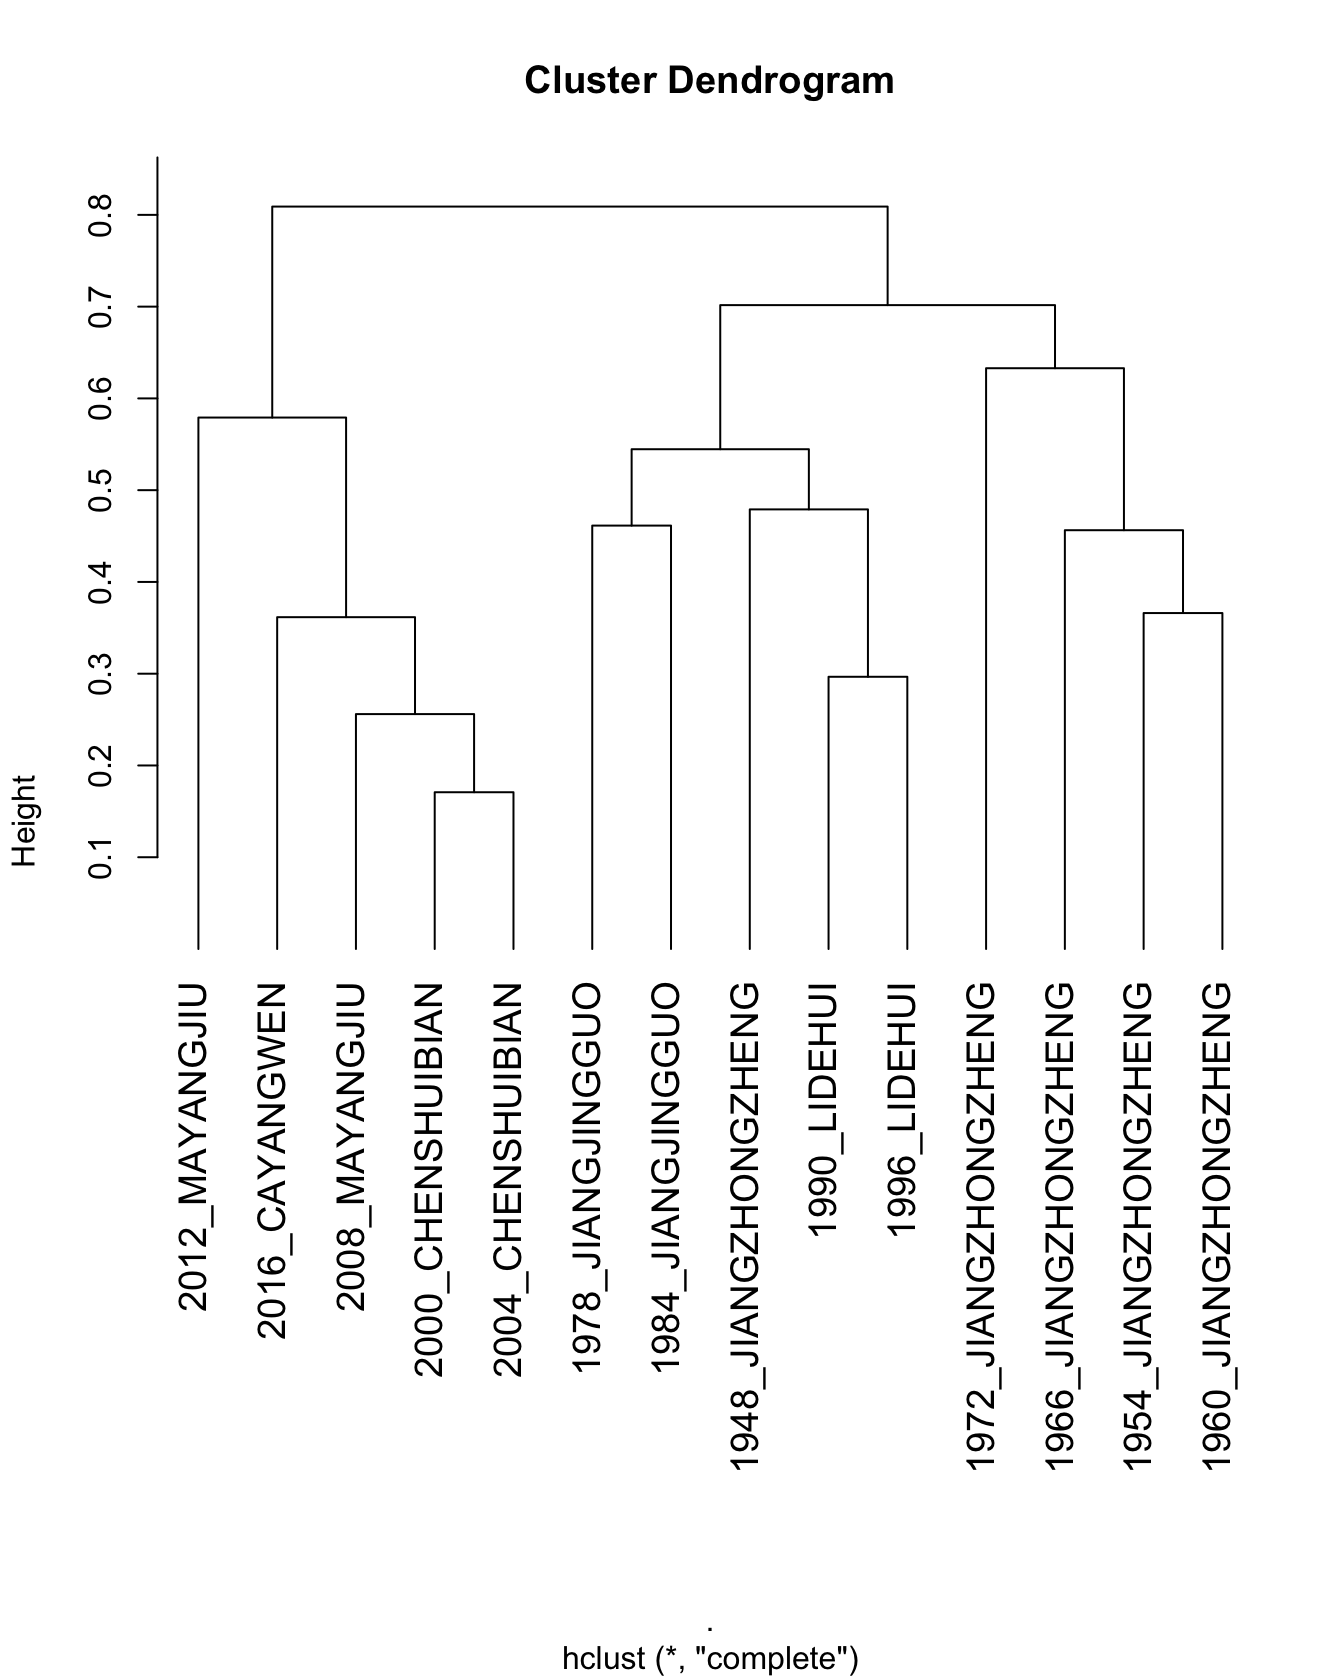 Cluster Dendrogram
Height
0.8
0.7
0.6
0.5
0.4
0.3
0.2
0.1
2012_MAYANGJIU
2016_CAYANGWEN
2008_MAYANGJIU
2000_CHENSHUIBIAN
2004_CHENSHUIBIAN
1978_JIANGJINGGUO
1984_JIANGJINGGUO
1948_JIANGZHONGZHENG
1990_LIDEHUI
1996_LIDEHUI
1972_JIANGZHONGZHENG
1966_JIANGZHONGZHENG
1954_JIANGZHONGZHENG
1960_JIANGZHONGZHENG
.
hclust (*, "complete")